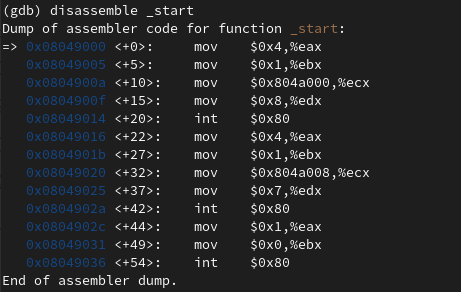 (gdb) disassemble _start
Dump of assembler code for function _start:
=> 0x08049000 <+0>:     mov    $0x4,%eax
   0x08049005 <+5>:     mov    $0x1,%ebx
   0x0804900a <+10>:    mov    $0x804a000,%ecx
   0x0804900f <+15>:    mov    $0x8,%edx
   0x08049014 <+20>:    int    $0x80
   0x08049016 <+22>:    mov    $0x4,%eax
   0x0804901b <+27>:    mov    $0x1,%ebx
   0x08049020 <+32>:    mov    $0x804a008,%ecx
   0x08049025 <+37>:    mov    $0x7,%edx
   0x0804902a <+42>:    int    $0x80
   0x0804902c <+44>:    mov    $0x1,%eax
   0x08049031 <+49>:    mov    $0x0,%ebx
   0x08049036 <+54>:    int    $0x80
End of assembler dump.